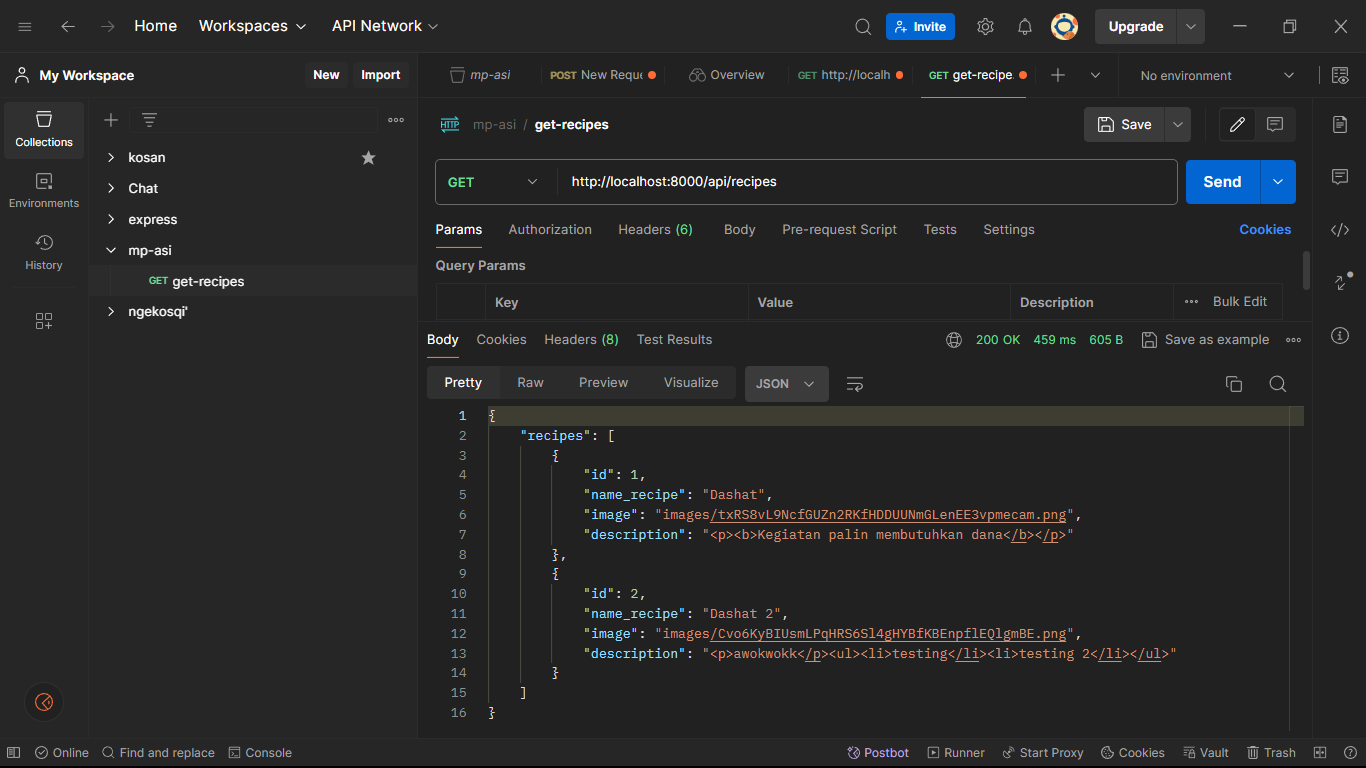 Home Workspaces API Network Invite Upgrade
My Workspace New Import mp-asi POST New Reque Overview GET http://localh GET get-recipe. No environment
Collections
Environments
History
kosan
Chat
express
mp-asi
GET get-recipes
ngekosqi'
HTTP mp-asi / get-recipes Save
GET http://localhost:8000/api/recipes Send
Params Authorization Headers (6) Body Pre-request Script Tests Settings Cookies
Query Params
Key Value Description Bulk Edit
Body Cookies Headers (8) Test Results 200 OK 459 ms 605 B Save as example
Pretty Raw Preview Visualize JSON
1 {
2 "recipes": [
3 {
4 "id": 1,
5 "name_recipe": "Dashat",
6 "image": "images/txRS8vL9NcfGUZn2RKfHDDUUNmGLenEE3vpmecam.png",
7 "description": "<p><b>Kegiatan palin membutuhkan dana</b></p>"
8 },
9 {
10 "id": 2,
11 "name_recipe": "Dashat 2",
12 "image": "images/Cvo6KyBIUsmLPqHRS6Sl4gHYBfKBEnpflEQlgmBE.png",
13 "description": "<p>awokwokk</p><ul><li>testing</li><li>testing 2</li></ul>"
14 }
15 ]
16 }
Online Find and replace Console Postbot Runner Start Proxy Cookies Vault Trash